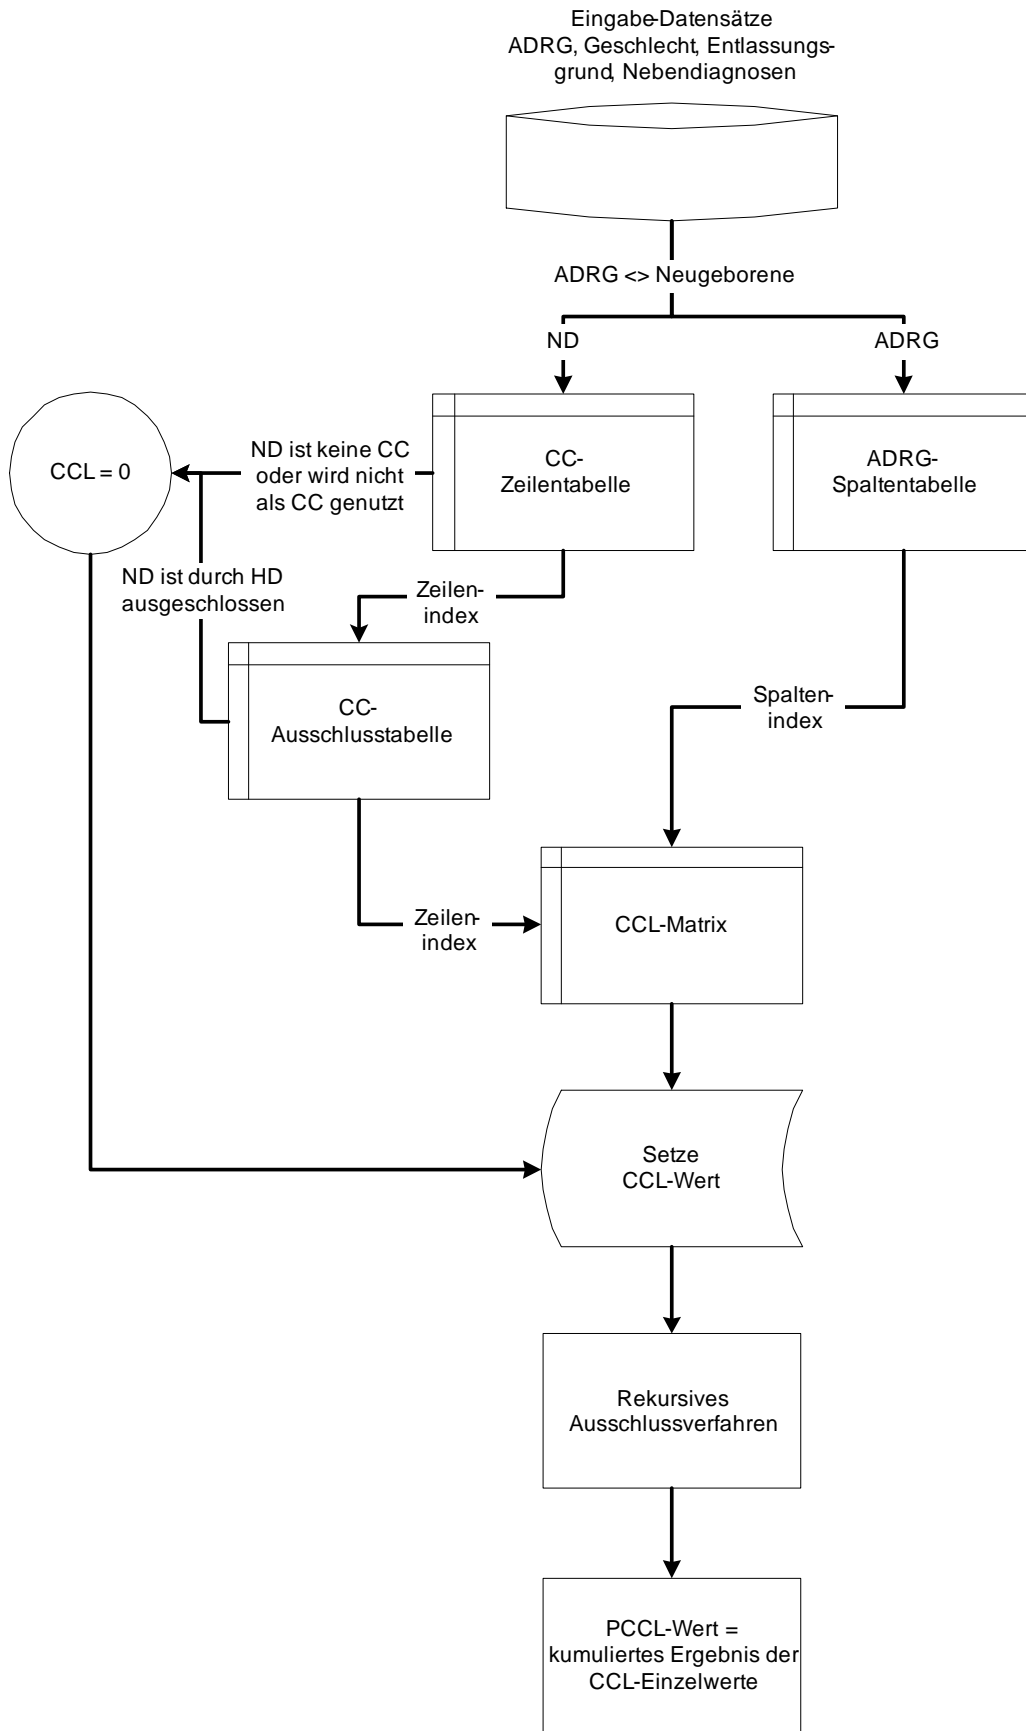 Eingabe-Datensätze
ADRG, Geschlecht, Entlassungs-
grund, Nebendiagnosen
ADRG <> Neugeborene
ND
ADRG
CCL = 0
ND ist keine CC
oder wird nicht
als CC genutzt
CC-
Zeilentabelle
ADRG-
Spaltentabelle
ND ist durch HD
ausgeschlossen
Zeilen-
index
CC-
Ausschlusstabelle
Spalten-
index
Zeilen-
index
CCL-Matrix
Setze
CCL-Wert
Rekursives
Ausschlussverfahren
PCCL-Wert =
kumuliertes Ergebnis der
CCL-Einzelwerte